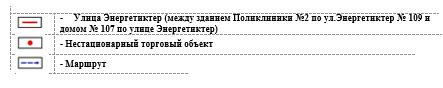 - Улица Энергетиктер (между зданием Поликлиники №2 по ул.Энергетиктер № 109 и
домом № 107 по улице Энергетиктер)
- Нестационарный торговый объект
- Маршрут